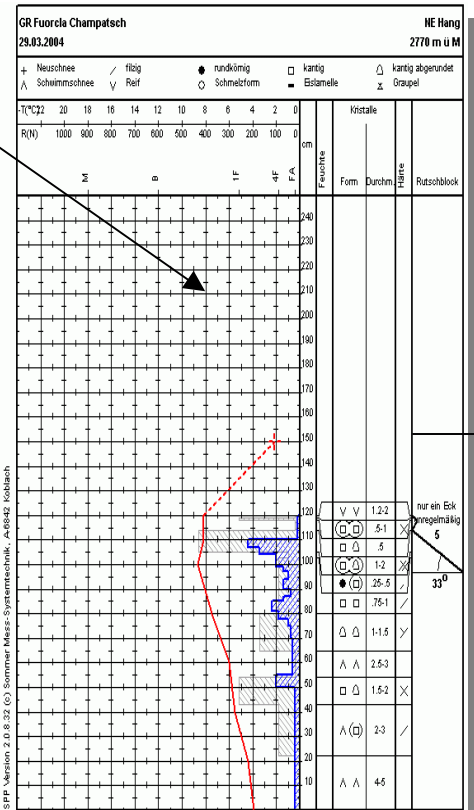 GR Fuorcla Champatsch NE Hang
29.03.2004 2770 m ü M
+ Neuschnee / filzig ● rundkörnig □ kantig kantig abgerundet
∧ Schwimmschnee ∨ Reif ○ Schmelzform Eislamelle Graupel
-T(°C) 22 20 18 16 14 12 10 8 6 4 2 0
R(N) 1000 900 800 700 600 500 400 300 200 100 0
M B 1F 4F FA
cm
Feuchte
Kristalle
Form Durchm. Härte Rutschblock
240
230
220
210
200
190
180
170
160
150
140
130
120
110
100
90
80
70
60
50
40
30
20
10
∨ ∨ 1.2-2
.5-1
.5
1-2
.25-.5
.75-1
1-1.5
∧ ∧ 2.5-3
1.5-2
2-3
∧ ∧ 4-5
nur ein Eck
unregelmäßig
5
33⁰
SPP Version 2.0.8.32 (c) Sommer Mess-Systemtechnik, A-6842 Koblach